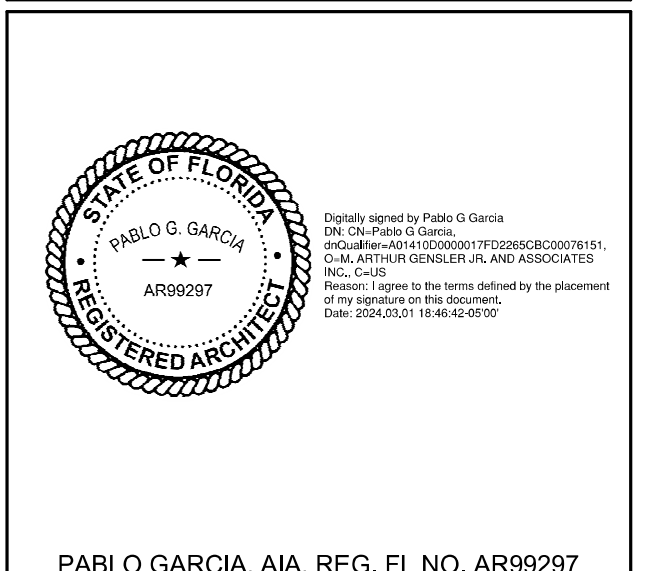 STATE OF FLORIDA
PABLO G. GARCIA
AR99297
REGISTERED ARCHITECT
Digitally signed by Pablo G Garcia
DN: CN=Pablo G Garcia,
dnQualifier=A01410D0000017FD2265CBC00076151,
O=M. ARTHUR GENSLER JR. AND ASSOCIATES
INC., C=US
Reason: I agree to the terms defined by the placement
of my signature on this document.
Date: 2024.03.01 18:46:42-05'00'
PABLO GARCIA, AIA, REG. FL NO. AR99297